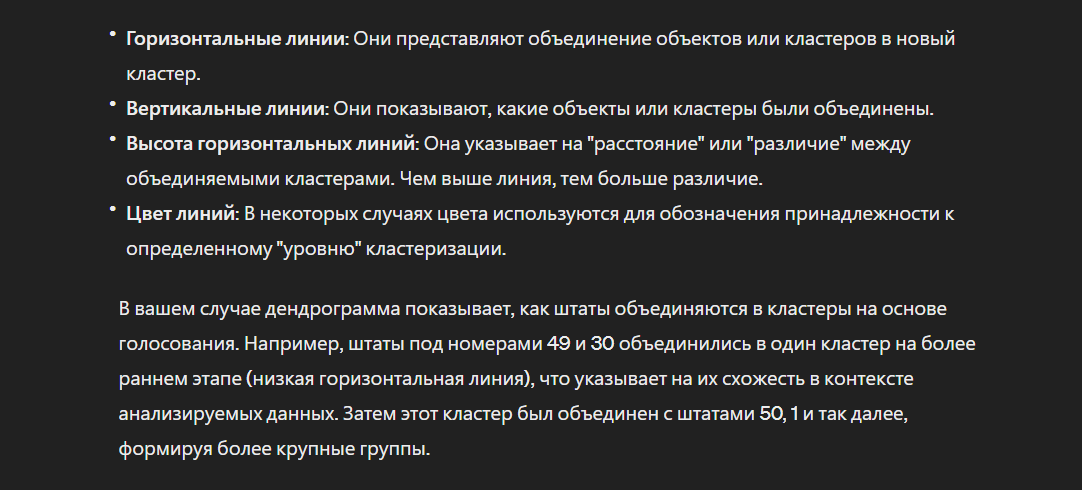 • Горизонтальные линии: Они представляют объединение объектов или кластеров в новый
кластер.
• Вертикальные линии: Они показывают, какие объекты или кластеры были объединены.
• Высота горизонтальных линий: Она указывает на "расстояние" или "различие" между
объединяемыми кластерами. Чем выше линия, тем больше различие.
• Цвет линий: В некоторых случаях цвета используются для обозначения принадлежности к
определенному "уровню" кластеризации.
В вашем случае дендрограмма показывает, как штаты объединяются в кластеры на основе
голосования. Например, штаты под номерами 49 и 30 объединились в один кластер на более
раннем этапе (низкая горизонтальная линия), что указывает на их схожесть в контексте
анализируемых данных. Затем этот кластер был объединен с штатами 50, 1 и так далее,
формируя более крупные группы.